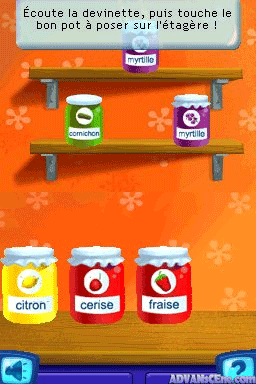 Écoute la devinette, puis touche le
bon pot à poser sur l'étagère !
myrtille
cornichon
myrtille
citron
cerise
fraise
?
ADVANsCEne.com